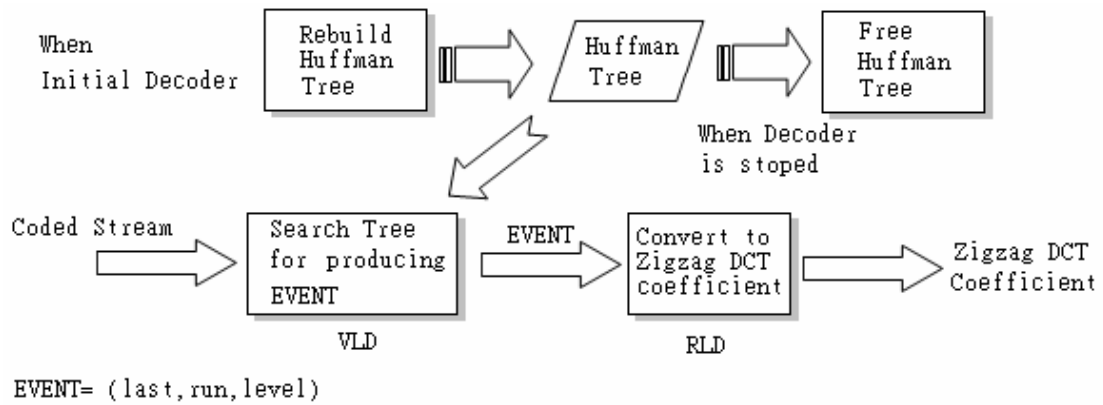 When
Initial Decoder
Rebuild
Huffman
Tree
Huffman
Tree
Free
Huffman
Tree
When Decoder
is stoped
Coded Stream
Search Tree
for producing
EVENT
VLD
EVENT
Convert to
Zigzag DCT
coefficient
RLD
Zigzag DCT
Coefficient
EVENT= (last,run,level)